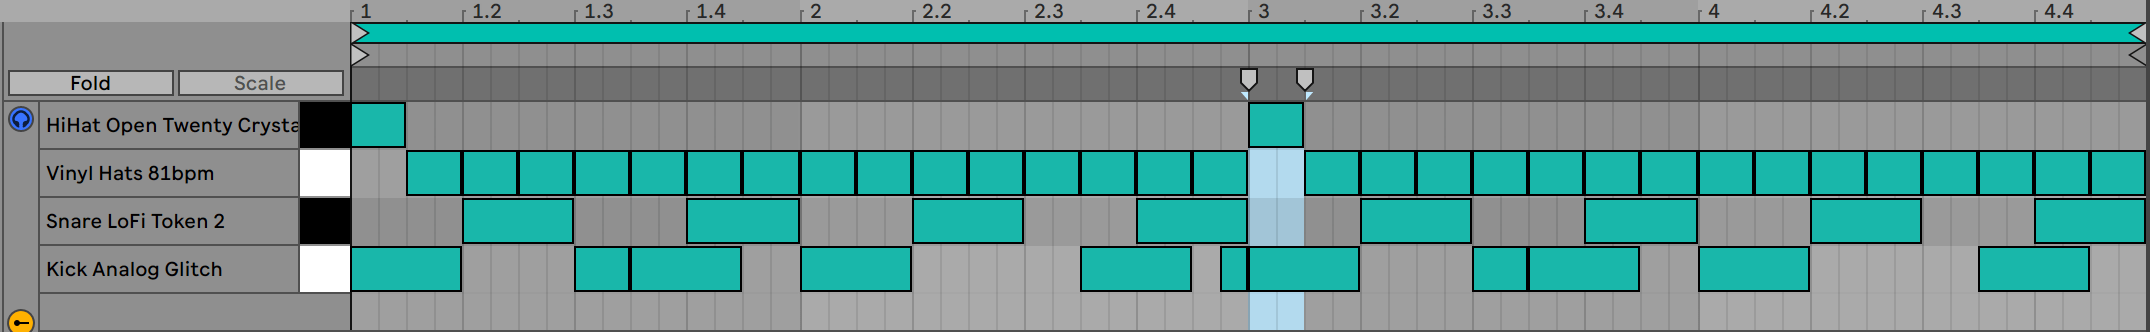 1 1.2 1.3 1.4 2 2.2 2.3 2.4 3 3.2 3.3 3.4 4 4.2 4.3 4.4
Fold Scale
HiHat Open Twenty Crysta
Vinyl Hats 81bpm
Snare LoFi Token 2
Kick Analog Glitch